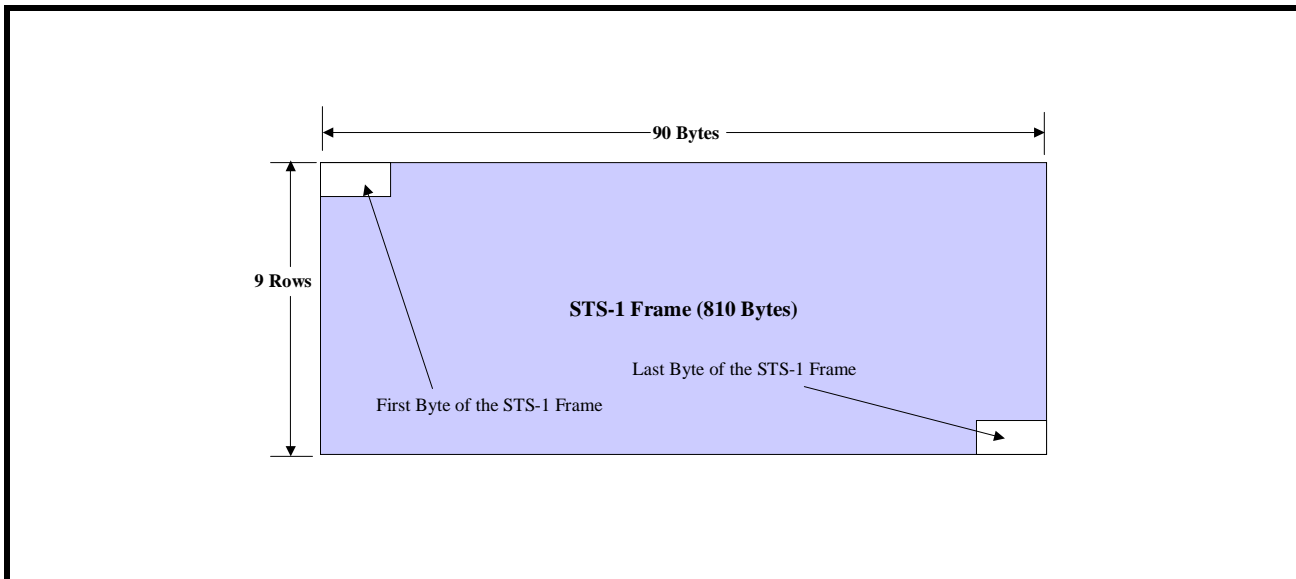 90 Bytes
9 Rows
STS-1 Frame (810 Bytes)
Last Byte of the STS-1 Frame
First Byte of the STS-1 Frame